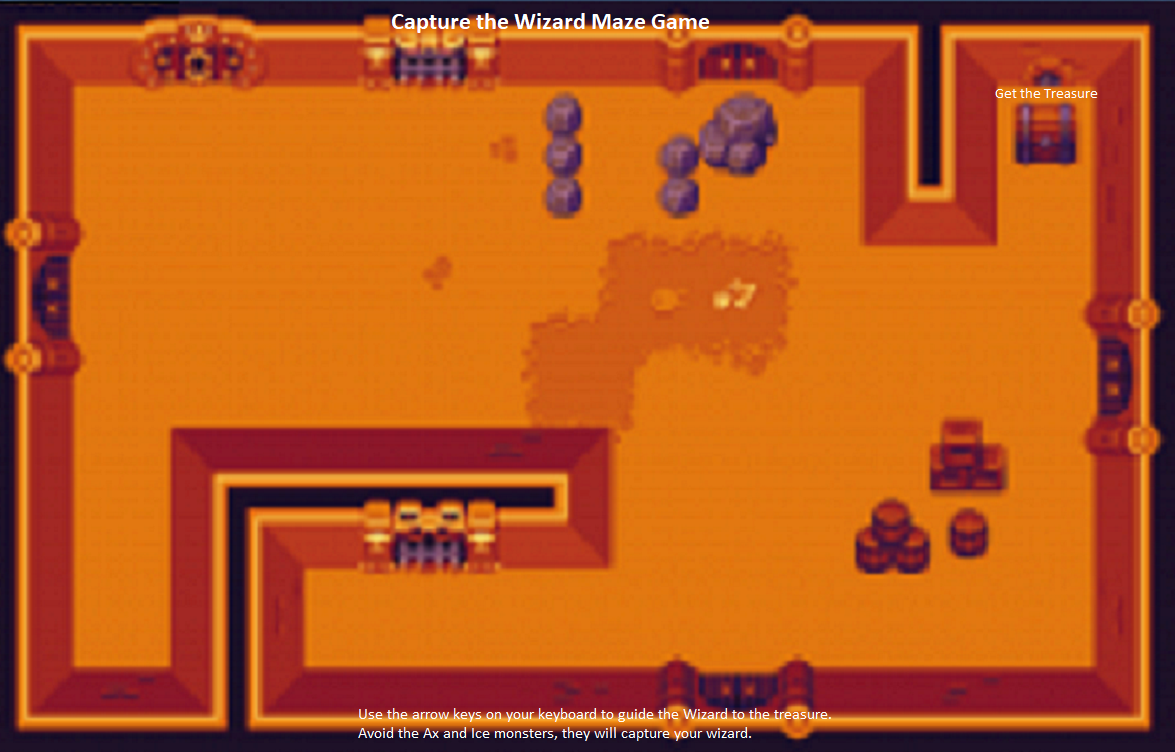 Capture the Wizard Maze Game
Get the Treasure
Use the arrow keys on your keyboard to guide the Wizard to the treasure.
Avoid the Ax and Ice monsters, they will capture your wizard.